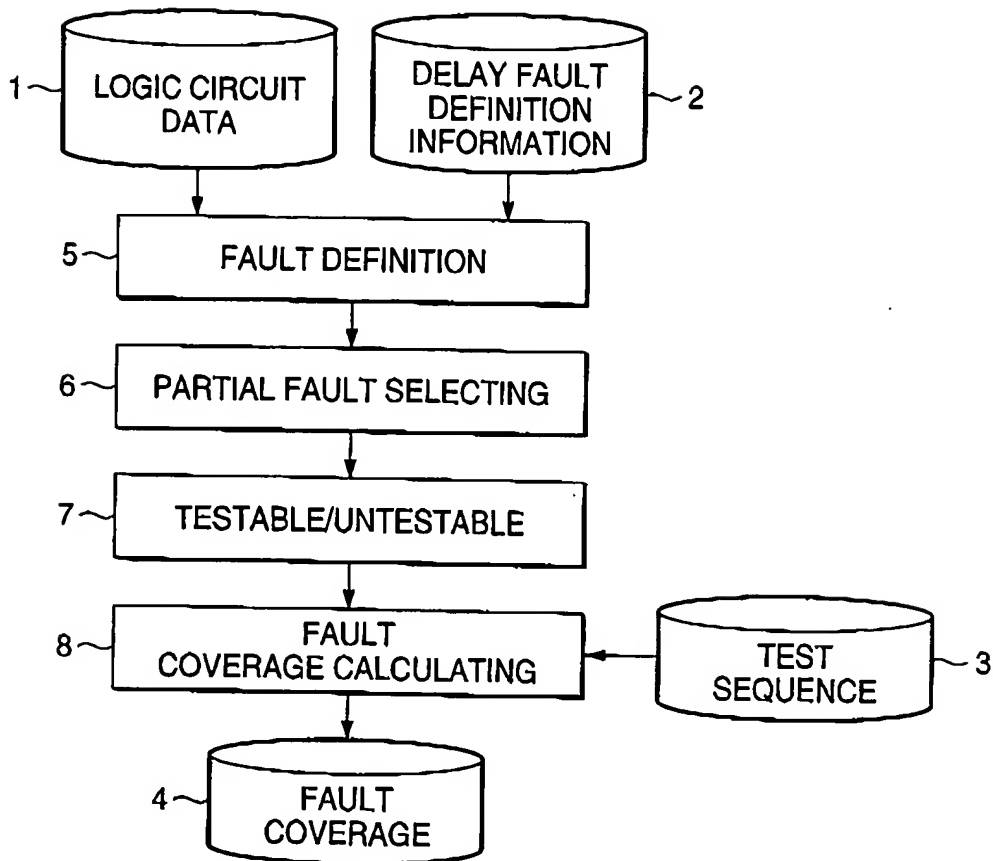 1
LOGIC CIRCUIT
DATA
DELAY FAULT
DEFINITION
INFORMATION
2
5
FAULT DEFINITION
6
PARTIAL FAULT SELECTING
7
TESTABLE/UNTESTABLE
8
FAULT
COVERAGE CALCULATING
TEST
SEQUENCE
3
4
FAULT
COVERAGE